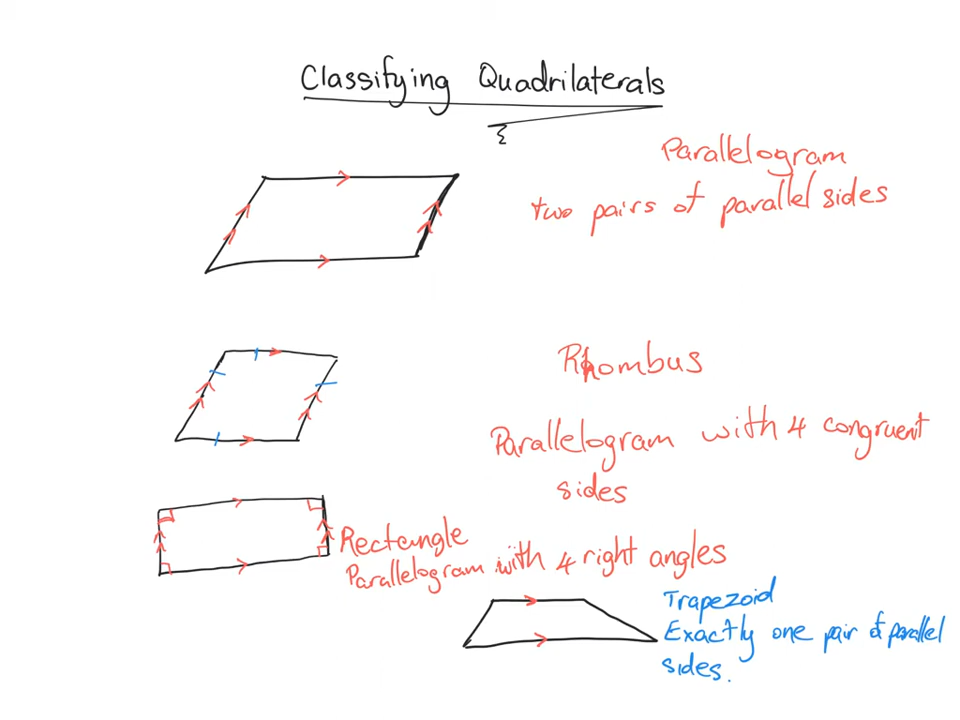 Classifying Quadrilaterals
Parallelogram
two pairs of parallel sides
Rhombus
Parallelogram with 4 congruent
sides
Rectangle
Parallelogram with 4 right angles
Trapezoid
Exactly one pair of parallel
sides.